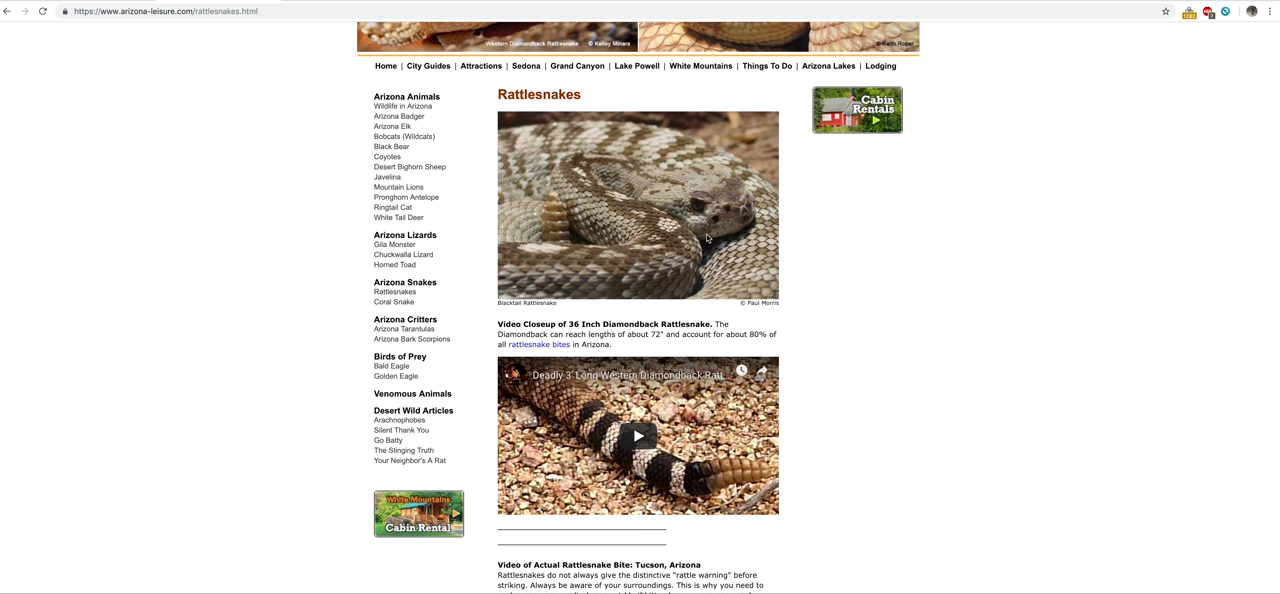 https://www.arizona-leisure.com/rattlesnakes.html
1782
7
Western Diamondback Rattlesnake © Kelley Minars
© Keith Roper
Home | City Guides | Attractions | Sedona | Grand Canyon | Lake Powell | White Mountains | Things To Do | Arizona Lakes | Lodging
Arizona Animals
Wildlife in Arizona
Arizona Badger
Arizona Elk
Bobcats (Wildcats)
Black Bear
Coyotes
Desert Bighorn Sheep
Javelina
Mountain Lions
Pronghorn Antelope
Ringtail Cat
White Tail Deer
Arizona Lizards
Gila Monster
Chuckwalla Lizard
Horned Toad
Arizona Snakes
Rattlesnakes
Coral Snake
Arizona Critters
Arizona Tarantulas
Arizona Bark Scorpions
Birds of Prey
Bald Eagle
Golden Eagle
Venomous Animals
Desert Wild Articles
Arachnophobes
Silent Thank You
Go Batty
The Stinging Truth
Your Neighbor's A Rat
White Mountains
Cabin Rental
Rattlesnakes
Blacktail Rattlesnake © Paul Morris
Video Closeup of 36 Inch Diamondback Rattlesnake. The
Diamondback can reach lengths of about 72" and account for about 80% of
all rattlesnake bites in Arizona.
Deadly 3' Long Western Diamondback Ratt...
Video of Actual Rattlesnake Bite: Tucson, Arizona
Rattlesnakes do not always give the distinctive "rattle warning" before
striking. Always be aware of your surroundings. This is why you need to
Cabin
Rentals